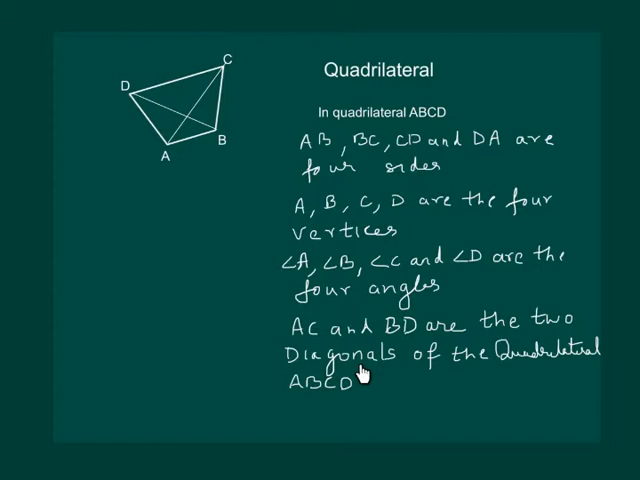 Quadrilateral
C
D
B
A
In quadrilateral ABCD
AB, BC, CD and DA are
four sides
A, B, C, D are the four
vertices
∠A, ∠B, ∠C and ∠D are the
four angles
AC and BD are the two
Diagonals of the Quadrilateral
ABCD